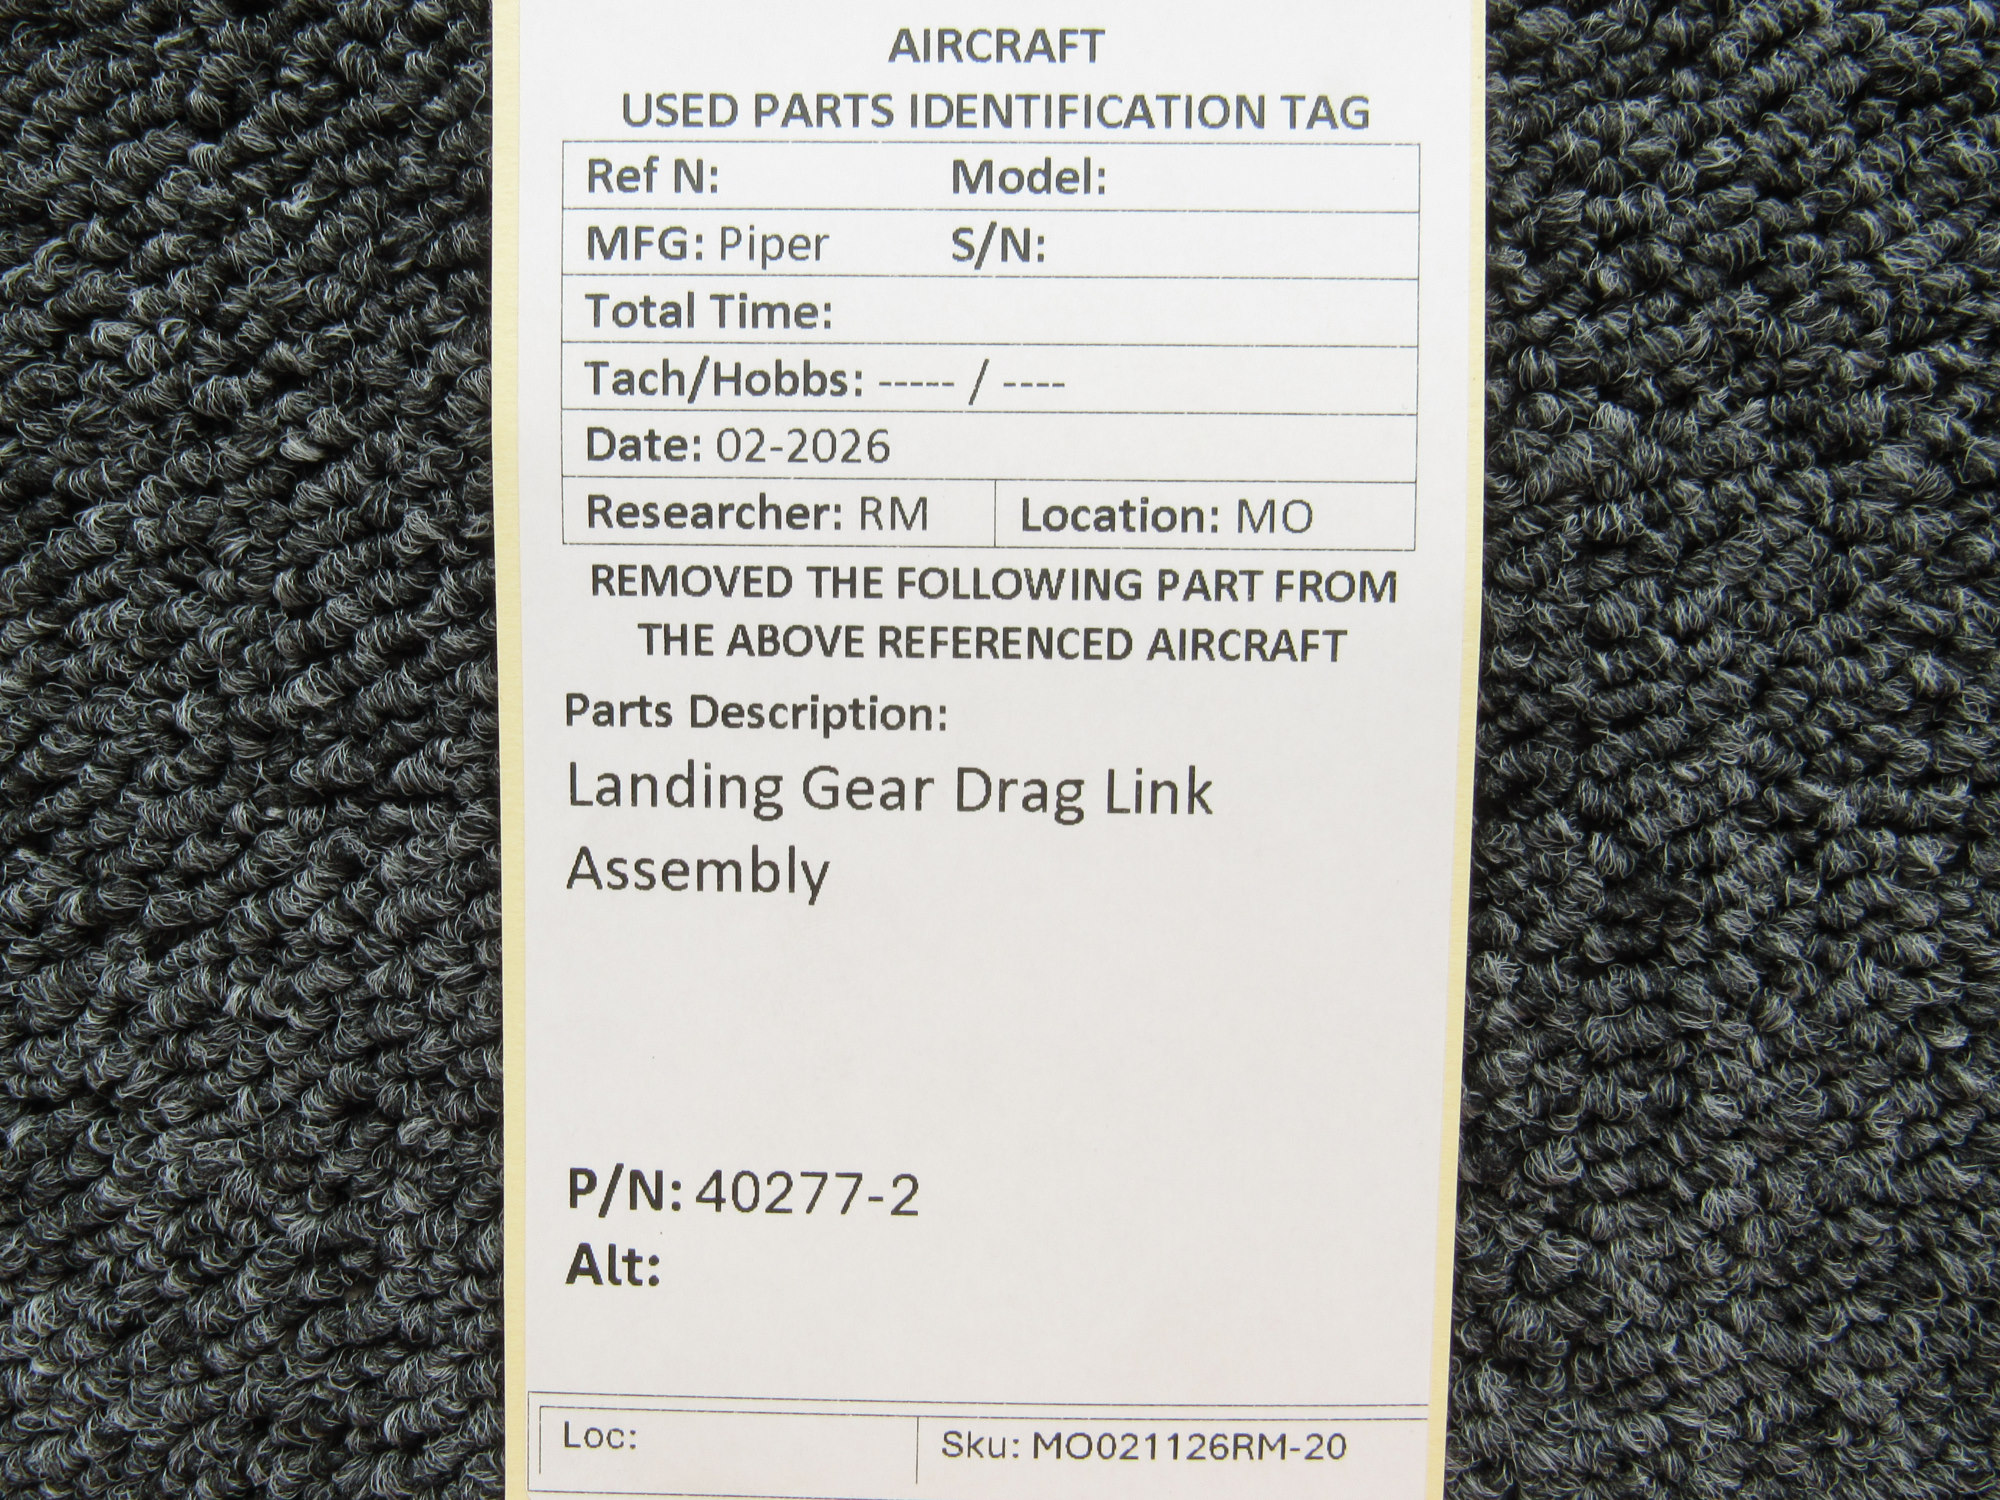 AIRCRAFT
USED PARTS IDENTIFICATION TAG
Ref N: Model:
MFG: Piper S/N:
Total Time:
Tach/Hobbs: ----- / ----
Date: 02-2026
Researcher: RM Location: MO
REMOVED THE FOLLOWING PART FROM
THE ABOVE REFERENCED AIRCRAFT
Parts Description:
Landing Gear Drag Link
Assembly
P/N: 40277-2
Alt:
Loc: Sku: MO021126RM-20